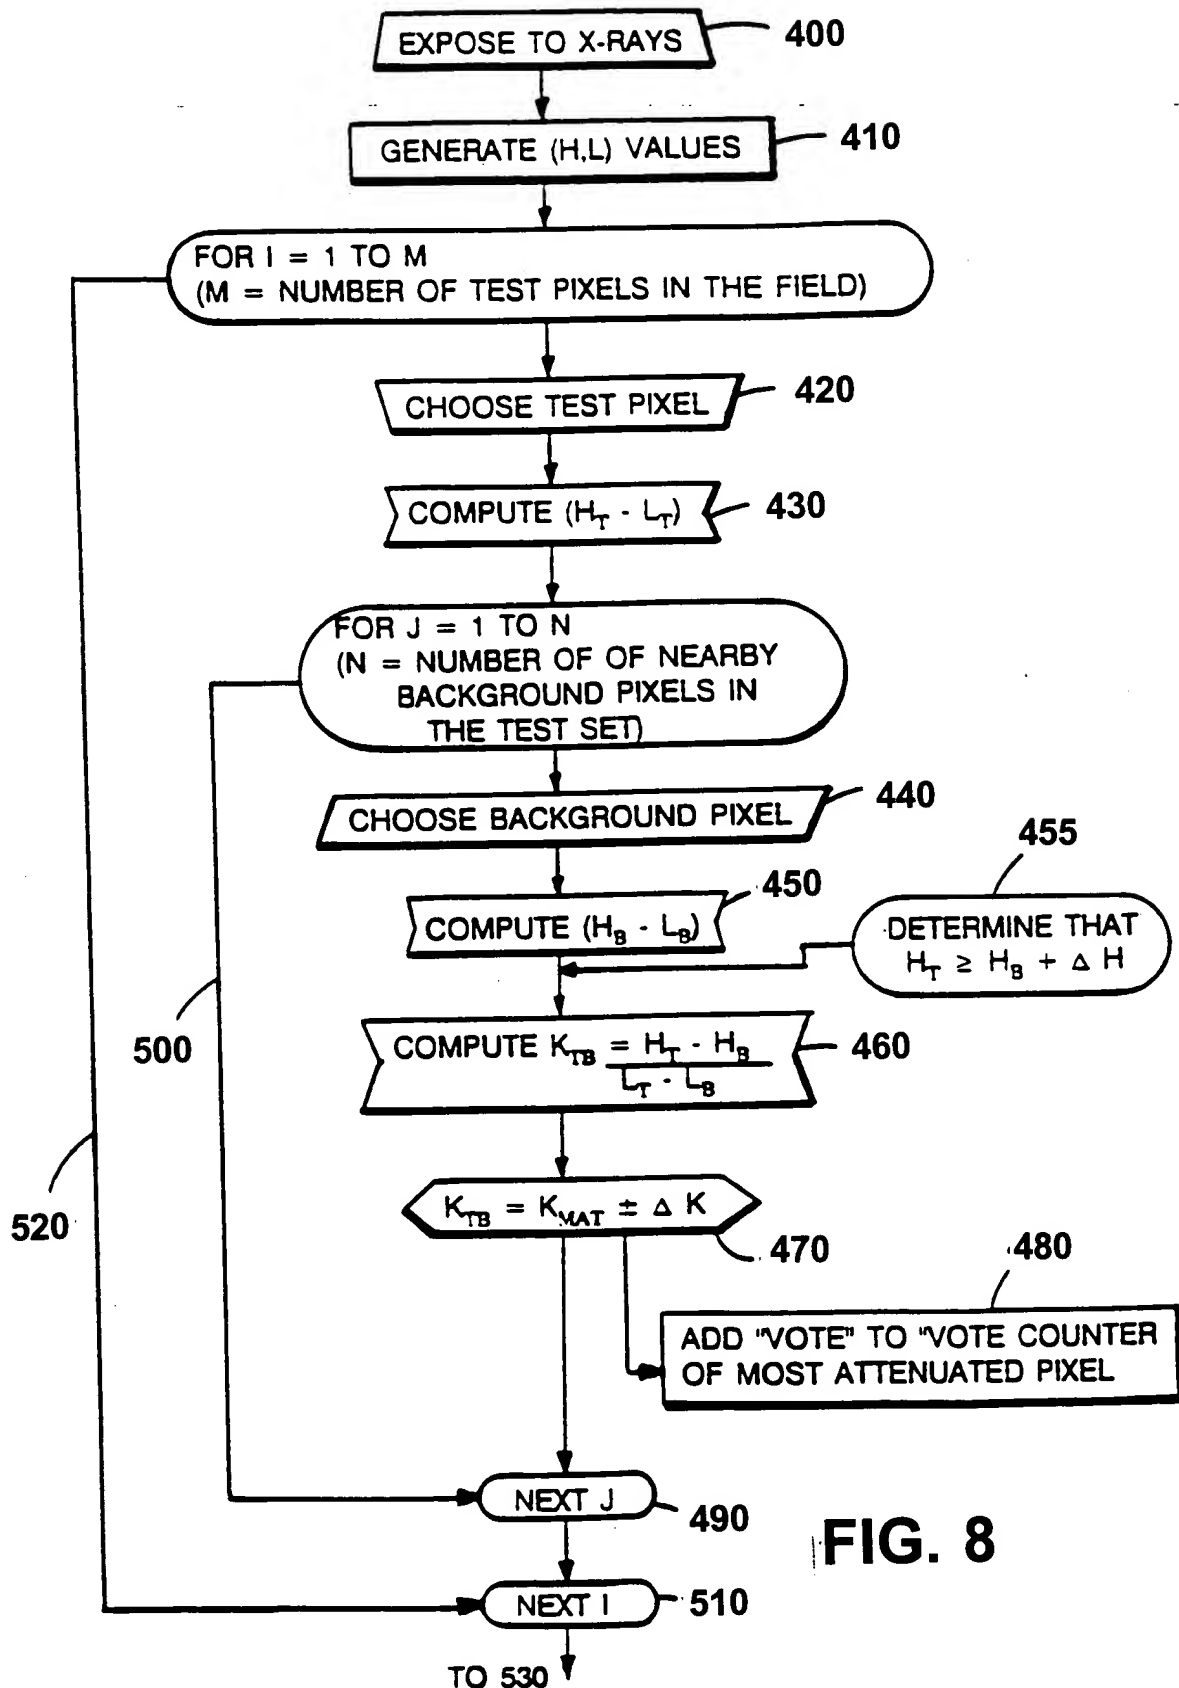 EXPOSE TO X-RAYS
400
GENERATE (H,L) VALUES
410
FOR I = 1 TO M
(M = NUMBER OF TEST PIXELS IN THE FIELD)
CHOOSE TEST PIXEL
420
COMPUTE (H_T - L_T)
430
FOR J = 1 TO N
(N = NUMBER OF OF NEARBY
BACKGROUND PIXELS IN
THE TEST SET)
CHOOSE BACKGROUND PIXEL
440
COMPUTE (H_B - L_B)
450
455
DETERMINE THAT
H_T ≥ H_B + Δ H
COMPUTE K_TB = H_T - H_B
L_T - L_B
460
500
K_TB = K_MAT ± Δ K
470
520
480
ADD "VOTE" TO "VOTE COUNTER
OF MOST ATTENUATED PIXEL
NEXT J
490
FIG. 8
NEXT I
510
TO 530